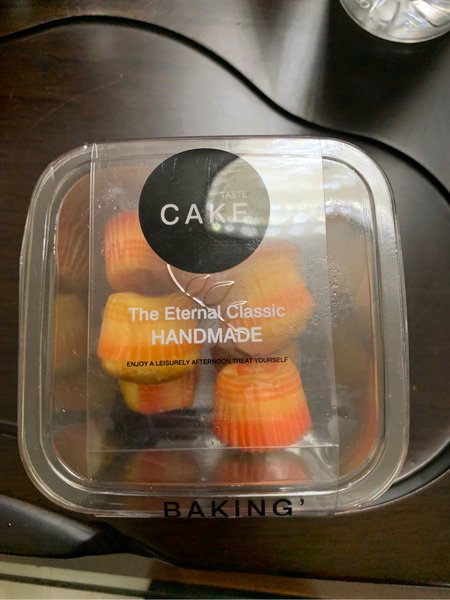 TASTE
CAKE
The Eternal Classic
HANDMADE
ENJOY A LEISURELY AFTERNOON,TREAT YOURSELF
BAKING'